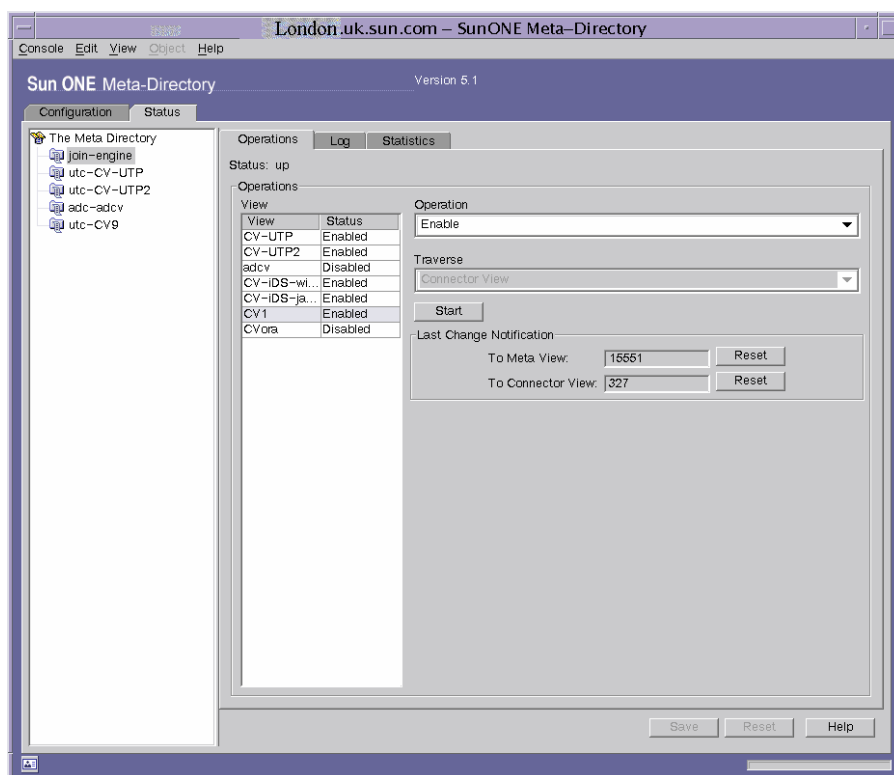 London.uk.sun.com – SunONE Meta–Directory
Console Edit View Object Help
Sun ONE Meta-Directory
Version 5.1
Configuration Status
The Meta Directory
join-engine
utc-CV-UTP
utc-CV-UTP2
adc-adcv
utc-CV9
Operations Log Statistics
Status: up
Operations
View
View Status
CV-UTP Enabled
CV-UTP2 Enabled
adcv Disabled
CV-iDS-wi... Enabled
CV-iDS-ja... Enabled
CV1 Enabled
CVora Disabled
Operation
Enable
Traverse
Connector View
Start
Last Change Notification
To Meta View: 15551 Reset
To Connector View: 327 Reset
Save Reset Help